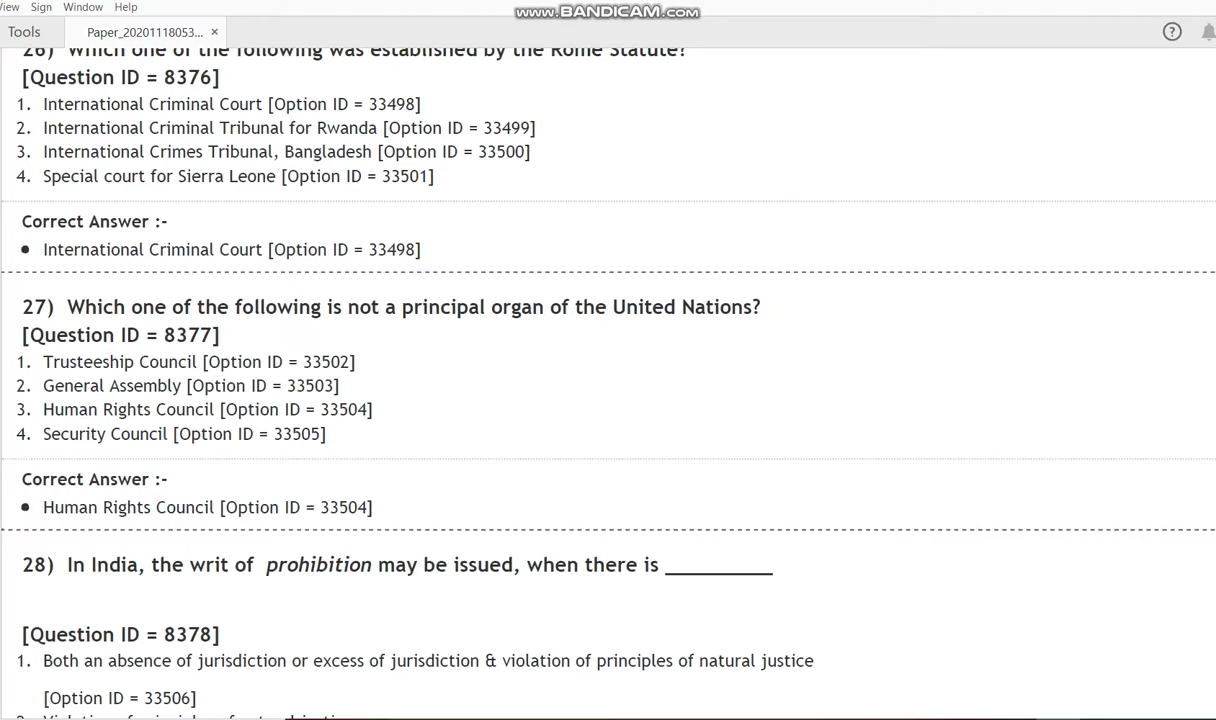 View Sign Window Help
www.BANDICAM.com
Tools Paper_20201118053... ×
26) Which one of the following was established by the Rome Statute?
[Question ID = 8376]
1. International Criminal Court [Option ID = 33498]
2. International Criminal Tribunal for Rwanda [Option ID = 33499]
3. International Crimes Tribunal, Bangladesh [Option ID = 33500]
4. Special court for Sierra Leone [Option ID = 33501]
Correct Answer :-
• International Criminal Court [Option ID = 33498]
27) Which one of the following is not a principal organ of the United Nations?
[Question ID = 8377]
1. Trusteeship Council [Option ID = 33502]
2. General Assembly [Option ID = 33503]
3. Human Rights Council [Option ID = 33504]
4. Security Council [Option ID = 33505]
Correct Answer :-
• Human Rights Council [Option ID = 33504]
28) In India, the writ of prohibition may be issued, when there is __________
[Question ID = 8378]
1. Both an absence of jurisdiction or excess of jurisdiction & violation of principles of natural justice
[Option ID = 33506]